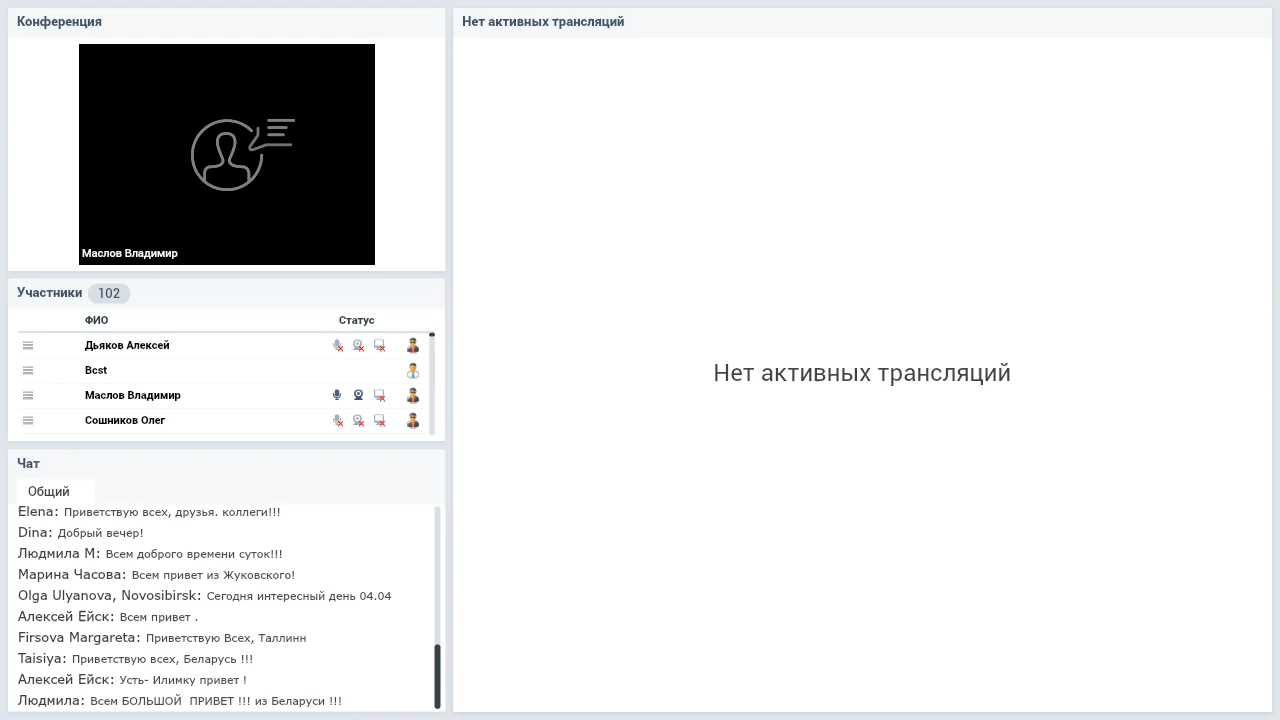 Конференция
Маслов Владимир
Участники 102
ФИО Статус
Дьяков Алексей
Bcst
Маслов Владимир
Сошников Олег
Чат
Общий
Elena: Приветствую всех, друзья. коллеги!!!
Dina: Добрый вечер!
Людмила М: Всем доброго времени суток!!!
Марина Часова: Всем привет из Жуковского!
Olga Ulyanova, Novosibirsk: Сегодня интересный день 04.04
Алексей Ейск: Всем привет .
Firsova Margareta: Приветствую Всех, Таллинн
Taisiya: Приветствую всех, Беларусь !!!
Алексей Ейск: Усть- Илимку привет !
Людмила: Всем БОЛЬШОЙ  ПРИВЕТ !!! из Беларуси !!!
Нет активных трансляций
Нет активных трансляций